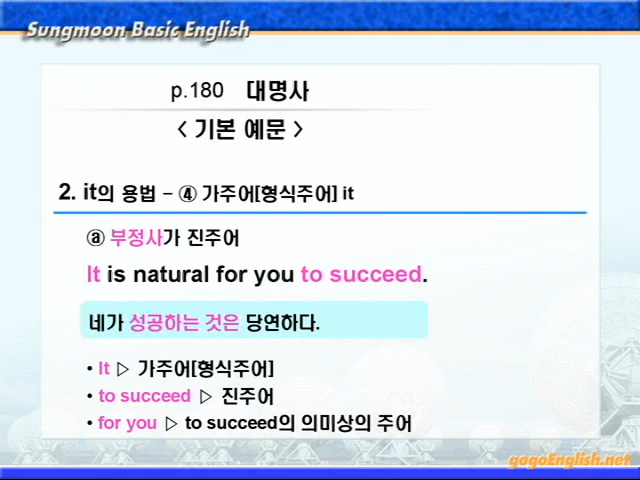 Sungmoon Basic English
p.180 대명사
< 기본 예문 >
2. it의 용법 – ④ 가주어[형식주어] it
ⓐ 부정사가 진주어
It is natural for you to succeed.
네가 성공하는 것은 당연하다.
• It ▷ 가주어[형식주어]
• to succeed ▷ 진주어
• for you ▷ to succeed의 의미상의 주어
gogoEnglish.net